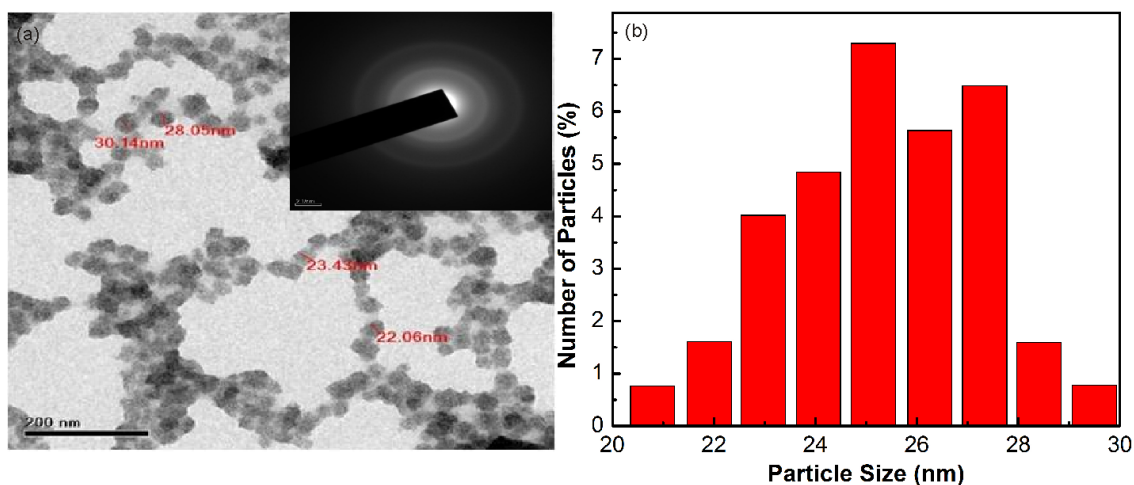 (a)
30.14nm
28.05nm
23.43nm
22.06nm
200 nm
(b)
Number of Particles (%)
7
6
5
4
3
2
1
0
20 22 24 26 28 30
Particle Size (nm)